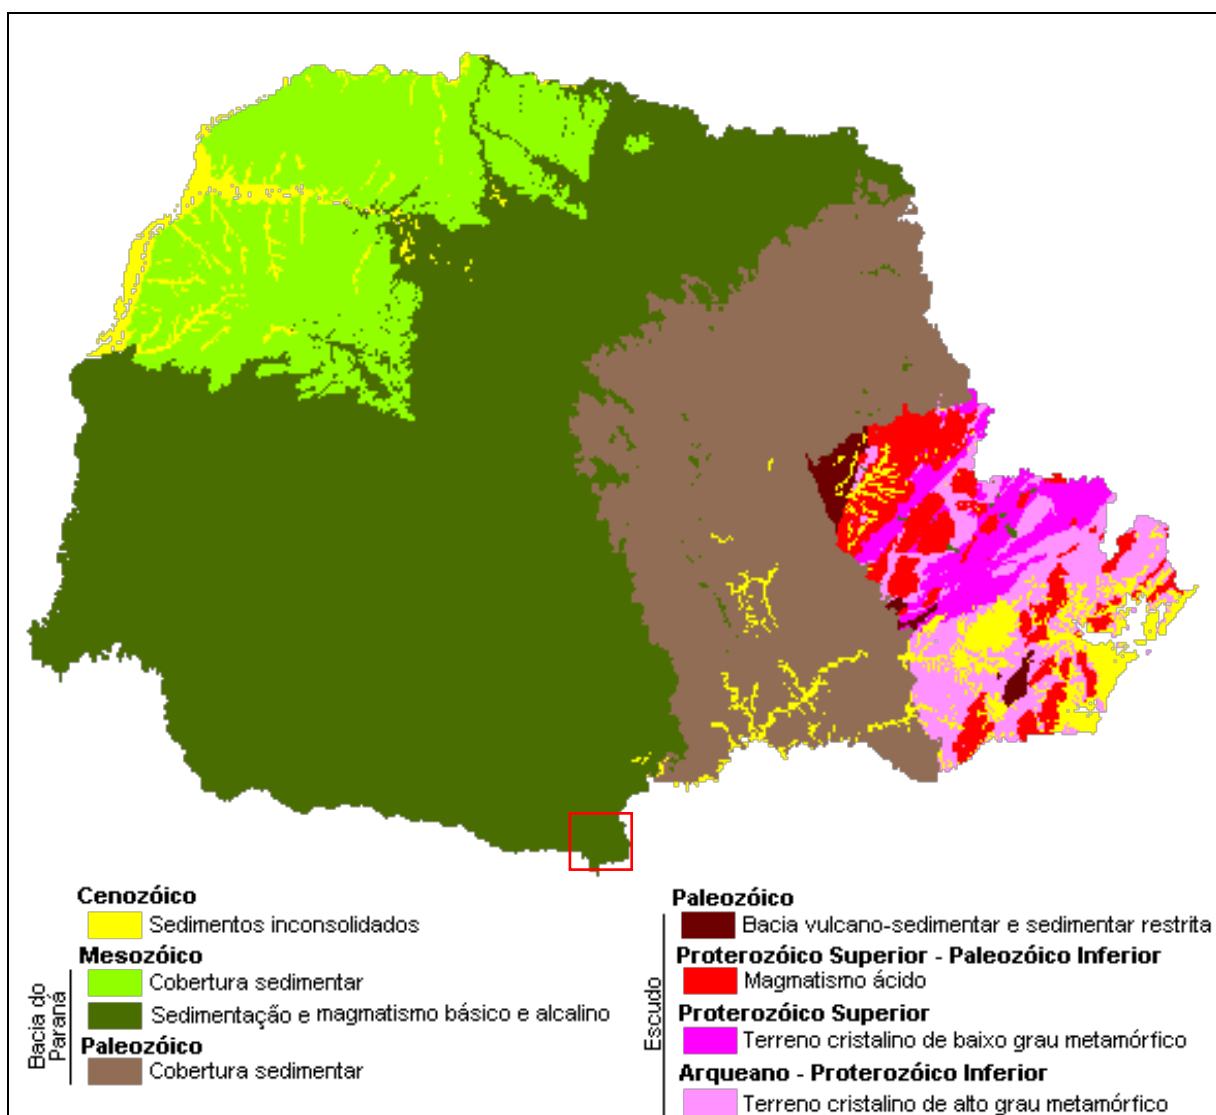 Cenozóico
Sedimentos inconsolidados
Mesozóico
Cobertura sedimentar
Sedimentação e magmatismo básico e alcalino
Paleozóico
Cobertura sedimentar
Bacia do
Paraná
Paleozóico
Bacia vulcano-sedimentar e sedimentar restrita
Proterozóico Superior - Paleozóico Inferior
Magmatismo ácido
Proterozóico Superior
Terreno cristalino de baixo grau metamórfico
Arqueano - Proterozóico Inferior
Terreno cristalino de alto grau metamórfico
Escudo